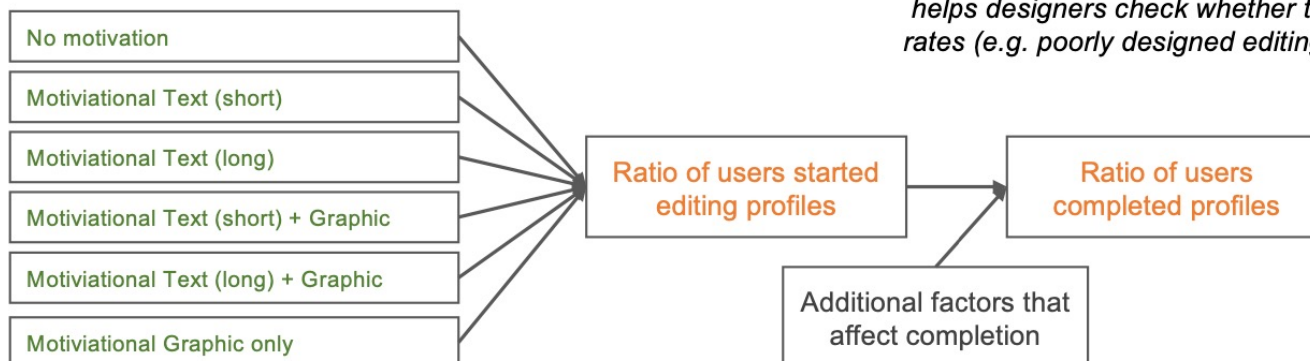 helps designers check whether
rates (e.g. poorly designed editing
No motivation
Motiviational Text (short)
Motiviational Text (long)
Motiviational Text (short) + Graphic
Motiviational Text (long) + Graphic
Motiviational Graphic only
Ratio of users started
editing profiles
Ratio of users
completed profiles
Additional factors that
affect completion